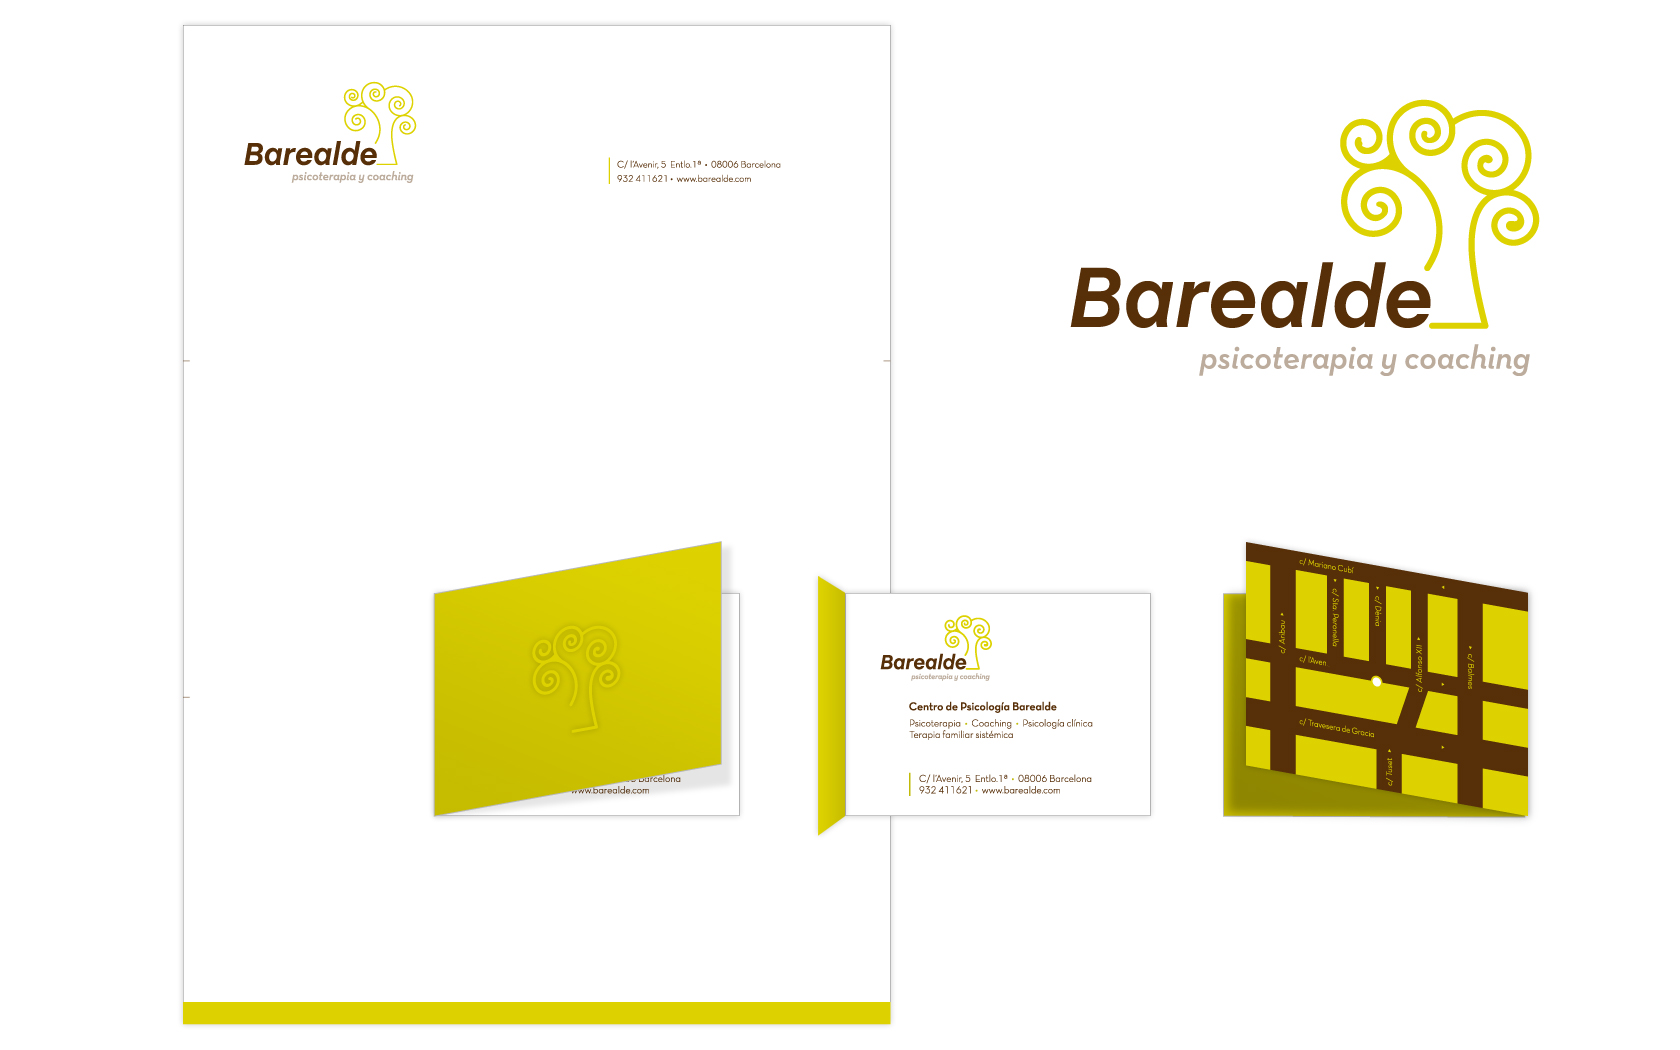 Barealde
psicoterapia y coaching
C/ l'Avenir, 5 Entlo.1ª • 08006 Barcelona
932 411621 • www.barealde.com
Barealde
psicoterapia y coaching
Barcelona
www.barealde.com
Barealde
psicoterapia y coaching
Centro de Psicología Barealde
Psicoterapia · Coaching · Psicología clínica
Terapia familiar sistémica
C/ l'Avenir, 5 Entlo.1ª · 08006 Barcelona
932 411621 · www.barealde.com
c/ Mariano Cubí
c/ Aribau
c/ Sta. Peronella
c/ Dènia
c/ Alfonso XII
c/ Balmes
c/ l'Aven
c/ Travesera de Gracia
c/ Tuset